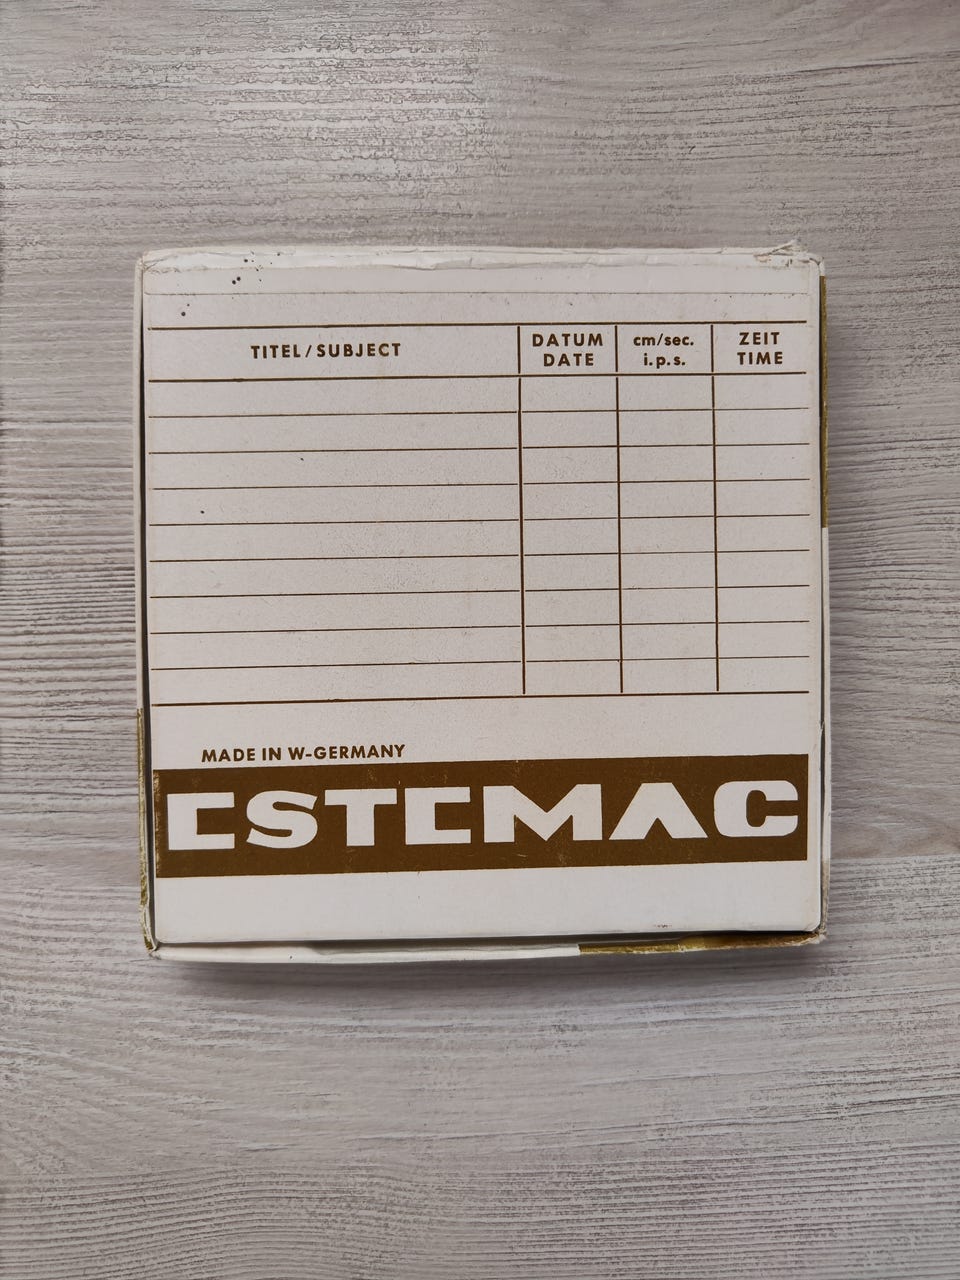 TITEL/SUBJECT
DATUM
DATE
cm/sec.
i.p.s.
ZEIT
TIME
MADE IN W-GERMANY
ESTEMAC